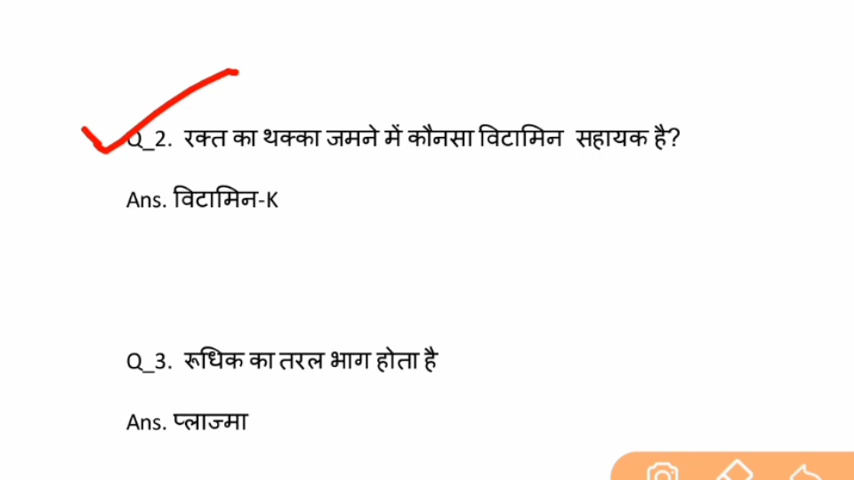 Q_2. रक्त का थक्का जमने में कौनसा विटामिन सहायक है?
Ans. विटामिन-K
Q_3. रूधिक का तरल भाग होता है
Ans. प्लाज्मा